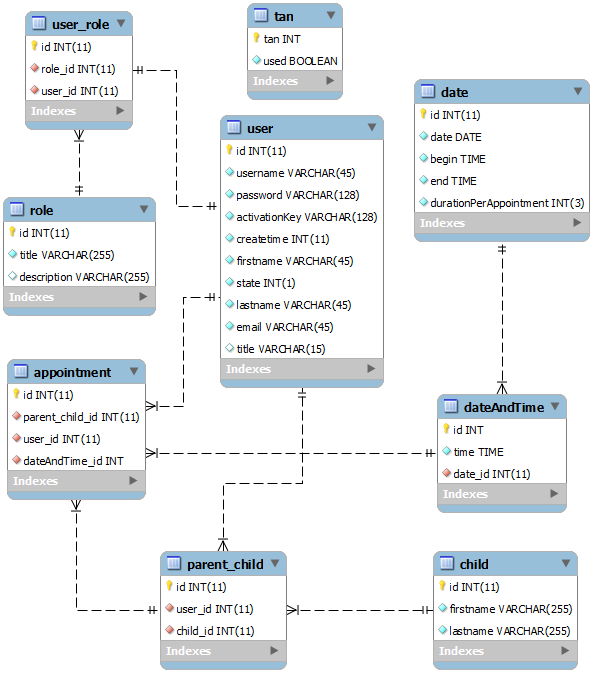 user_role
id INT(11)
role_id INT(11)
user_id INT(11)
Indexes
tan
tan INT
used BOOLEAN
Indexes
date
id INT(11)
date DATE
begin TIME
end TIME
durationPerAppointment INT(3)
Indexes
user
id INT(11)
username VARCHAR(45)
password VARCHAR(128)
activationKey VARCHAR(128)
createtime INT(11)
firstname VARCHAR(45)
state INT(1)
lastname VARCHAR(45)
email VARCHAR(45)
title VARCHAR(15)
Indexes
role
id INT(11)
title VARCHAR(255)
description VARCHAR(255)
Indexes
appointment
id INT(11)
parent_child_id INT(11)
user_id INT(11)
dateAndTime_id INT
Indexes
dateAndTime
id INT
time TIME
date_id INT(11)
Indexes
parent_child
id INT(11)
user_id INT(11)
child_id INT(11)
Indexes
child
id INT(11)
firstname VARCHAR(255)
lastname VARCHAR(255)
Indexes